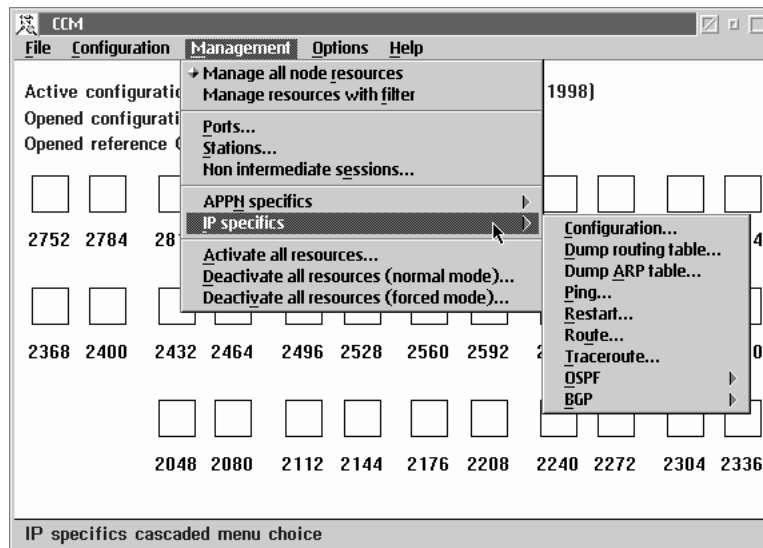 CCM
File Configuration Management Options Help
Manage all node resources
Manage resources with filter
Ports...
Stations...
Non intermediate sessions...
APPN specifics
IP specifics
Activate all resources...
Deactivate all resources (normal mode)...
Deactivate all resources (forced mode)...
Configuration...
Dump routing table...
Dump ARP table...
Ping...
Restart...
Route...
Traceroute...
OSPF
BGP
Active 1998)
Opened
Opened reference
2752 2784
2368 2400 2432 2464 2496 2528 2560 2592
2048 2080 2112 2144 2176 2208 2240 2272 2304 2336
IP specifics cascaded menu choice